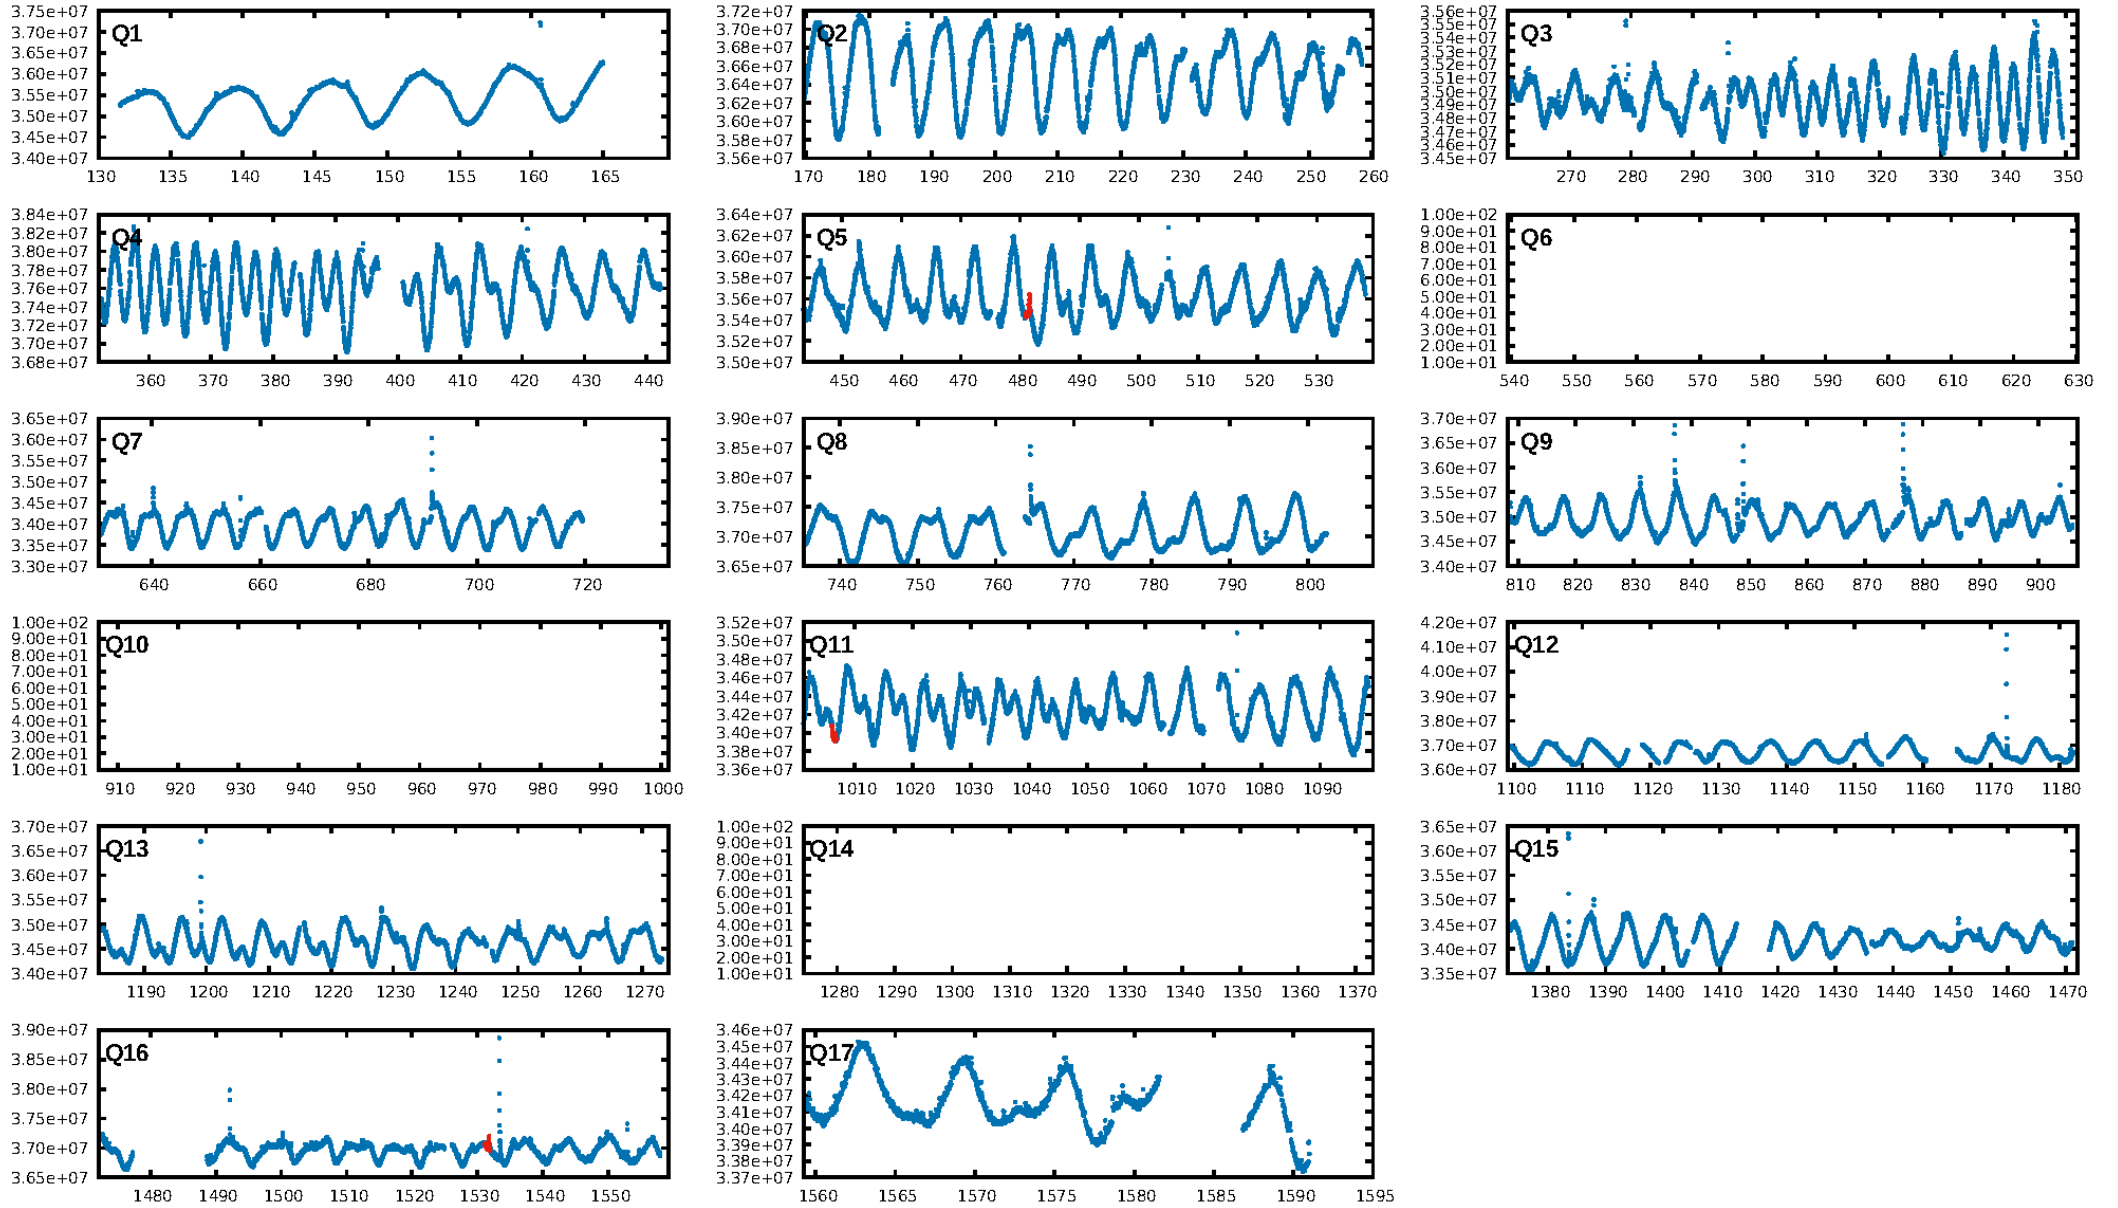 3.75e+07
3.70e+07
3.65e+07
3.60e+07
3.55e+07
3.50e+07
3.45e+07
3.40e+07
Q1
130 135 140 145 150 155 160 165
3.72e+07
3.70e+07
3.68e+07
3.66e+07
3.64e+07
3.62e+07
3.60e+07
3.58e+07
3.56e+07
Q2
170 180 190 200 210 220 230 240 250 260
3.56e+07
3.55e+07
3.54e+07
3.53e+07
3.52e+07
3.51e+07
3.50e+07
3.49e+07
3.48e+07
3.47e+07
3.46e+07
3.45e+07
Q3
270 280 290 300 310 320 330 340 350
3.84e+07
3.82e+07
3.80e+07
3.78e+07
3.76e+07
3.74e+07
3.72e+07
3.70e+07
3.68e+07
Q4
360 370 380 390 400 410 420 430 440
3.64e+07
3.62e+07
3.60e+07
3.58e+07
3.56e+07
3.54e+07
3.52e+07
3.50e+07
Q5
450 460 470 480 490 500 510 520 530
1.00e+02
9.00e+01
8.00e+01
7.00e+01
6.00e+01
5.00e+01
4.00e+01
3.00e+01
2.00e+01
1.00e+01
Q6
540 550 560 570 580 590 600 610 620 630
3.65e+07
3.60e+07
3.55e+07
3.50e+07
3.45e+07
3.40e+07
3.35e+07
3.30e+07
Q7
640 660 680 700 720
3.90e+07
3.85e+07
3.80e+07
3.75e+07
3.70e+07
3.65e+07
Q8
740 750 760 770 780 790 800
3.70e+07
3.65e+07
3.60e+07
3.55e+07
3.50e+07
3.45e+07
3.40e+07
Q9
810 820 830 840 850 860 870 880 890 900
1.00e+02
9.00e+01
8.00e+01
7.00e+01
6.00e+01
5.00e+01
4.00e+01
3.00e+01
2.00e+01
1.00e+01
Q10
910 920 930 940 950 960 970 980 990 1000
3.52e+07
3.50e+07
3.48e+07
3.46e+07
3.44e+07
3.42e+07
3.40e+07
3.38e+07
3.36e+07
Q11
1010 1020 1030 1040 1050 1060 1070 1080 1090
4.20e+07
4.10e+07
4.00e+07
3.90e+07
3.80e+07
3.70e+07
3.60e+07
Q12
1100 1110 1120 1130 1140 1150 1160 1170 1180
3.70e+07
3.65e+07
3.60e+07
3.55e+07
3.50e+07
3.45e+07
3.40e+07
Q13
1190 1200 1210 1220 1230 1240 1250 1260 1270
1.00e+02
9.00e+01
8.00e+01
7.00e+01
6.00e+01
5.00e+01
4.00e+01
3.00e+01
2.00e+01
1.00e+01
Q14
1280 1290 1300 1310 1320 1330 1340 1350 1360 1370
3.65e+07
3.60e+07
3.55e+07
3.50e+07
3.45e+07
3.40e+07
3.35e+07
Q15
1380 1390 1400 1410 1420 1430 1440 1450 1460 1470
3.90e+07
3.85e+07
3.80e+07
3.75e+07
3.70e+07
3.65e+07
Q16
1480 1490 1500 1510 1520 1530 1540 1550
3.46e+07
3.45e+07
3.44e+07
3.43e+07
3.42e+07
3.41e+07
3.40e+07
3.39e+07
3.38e+07
3.37e+07
Q17
1560 1565 1570 1575 1580 1585 1590 1595